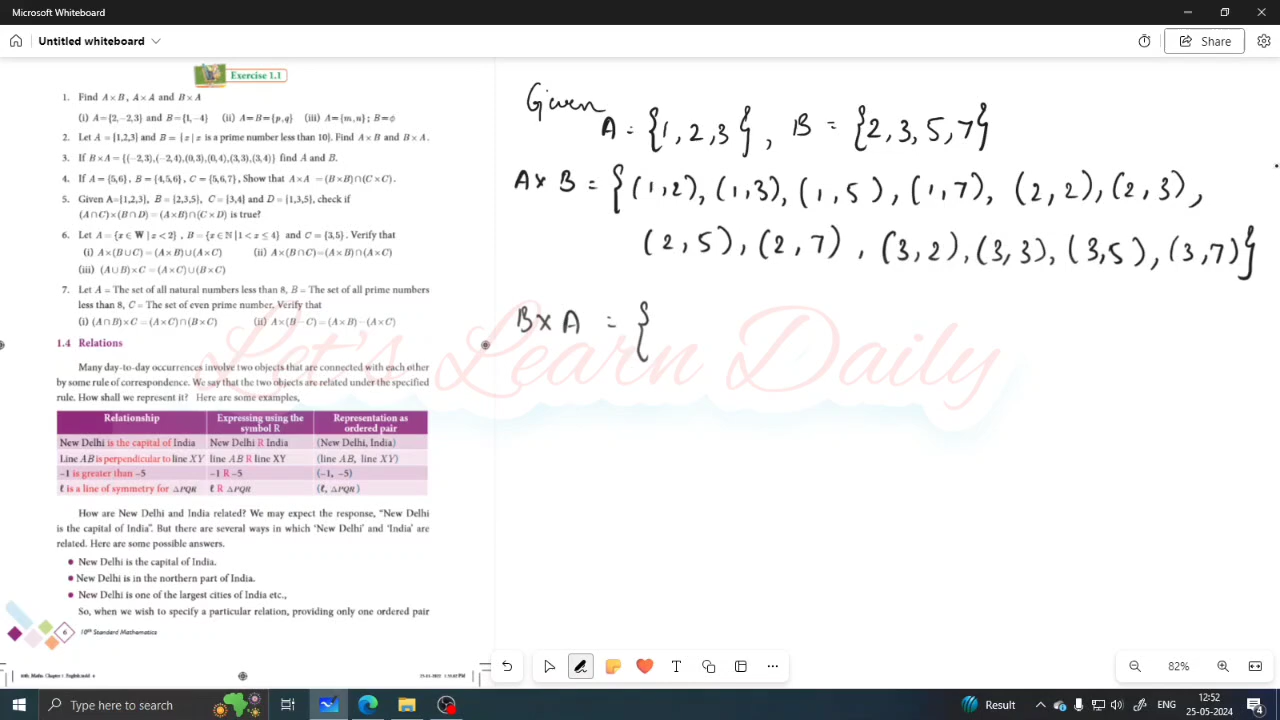 Microsoft Whiteboard
Untitled whiteboard
Share
Exercise 1.1
1. Find A×B, A×A and B×A
(i) A={2,−2,3} and B={1,−4} (ii) A=B={p,q} (iii) A={m,n}; B=ϕ
2. Let A={1,2,3} and B={x|x is a prime number less than 10}. Find A×B and B×A.
3. If B×A={(−2,3),(−2,4),(0,3),(0,4),(3,3),(3,4)} find A and B.
4. If A={5,6}, B={4,5,6}, C={5,6,7}, Show that A×A=(B×B)∩(C×C).
5. Given A={1,2,3}, B={2,3,5}, C={3,4} and D={1,3,5}, check if
(A∩C)×(B∩D)=(A×B)∩(C×D) is true?
6. Let A={x∈W|x<2}, B={x∈N|1<x≤4} and C={3,5}. Verify that
(i) A×(B∪C)=(A×B)∪(A×C) (ii) A×(B∩C)=(A×B)∩(A×C)
(iii) (A∪B)×C=(A×C)∪(B×C)
7. Let A= The set of all natural numbers less than 8, B= The set of all prime numbers
less than 8, C= The set of even prime number. Verify that
(i) (A∩B)×C=(A×C)∩(B×C) (ii) A×(B−C)=(A×B)−(A×C)
1.4 Relations
Many day-to-day occurrences involve two objects that are connected with each other
by some rule of correspondence. We say that the two objects are related under the specified
rule. How shall we represent it? Here are some examples,
Relationship Expressing using the symbol R Representation as ordered pair
New Delhi is the capital of India New Delhi R India (New Delhi, India)
Line AB is perpendicular to line XY line AB R line XY (line AB, line XY)
−1 is greater than −5 −1 R −5 (−1, −5)
ℓ is a line of symmetry for △PQR ℓ R △PQR (ℓ, △PQR)
How are New Delhi and India related? We may expect the response, "New Delhi
is the capital of India". But there are several ways in which 'New Delhi' and 'India' are
related. Here are some possible answers.
• New Delhi is the capital of India.
• New Delhi is in the northern part of India.
• New Delhi is one of the largest cities of India etc.,
So, when we wish to specify a particular relation, providing only one ordered pair
6 10th Standard Mathematics
Given
A = {1, 2, 3}, B = {2, 3, 5, 7}
A × B = {(1,2), (1,3), (1,5), (1,7), (2,2), (2,3),
(2,5), (2,7), (3,2), (3,3), (3,5), (3,7)}
B × A = {
Let's Learn Daily
82%
Type here to search
Result
ENG
12:52
25-05-2024